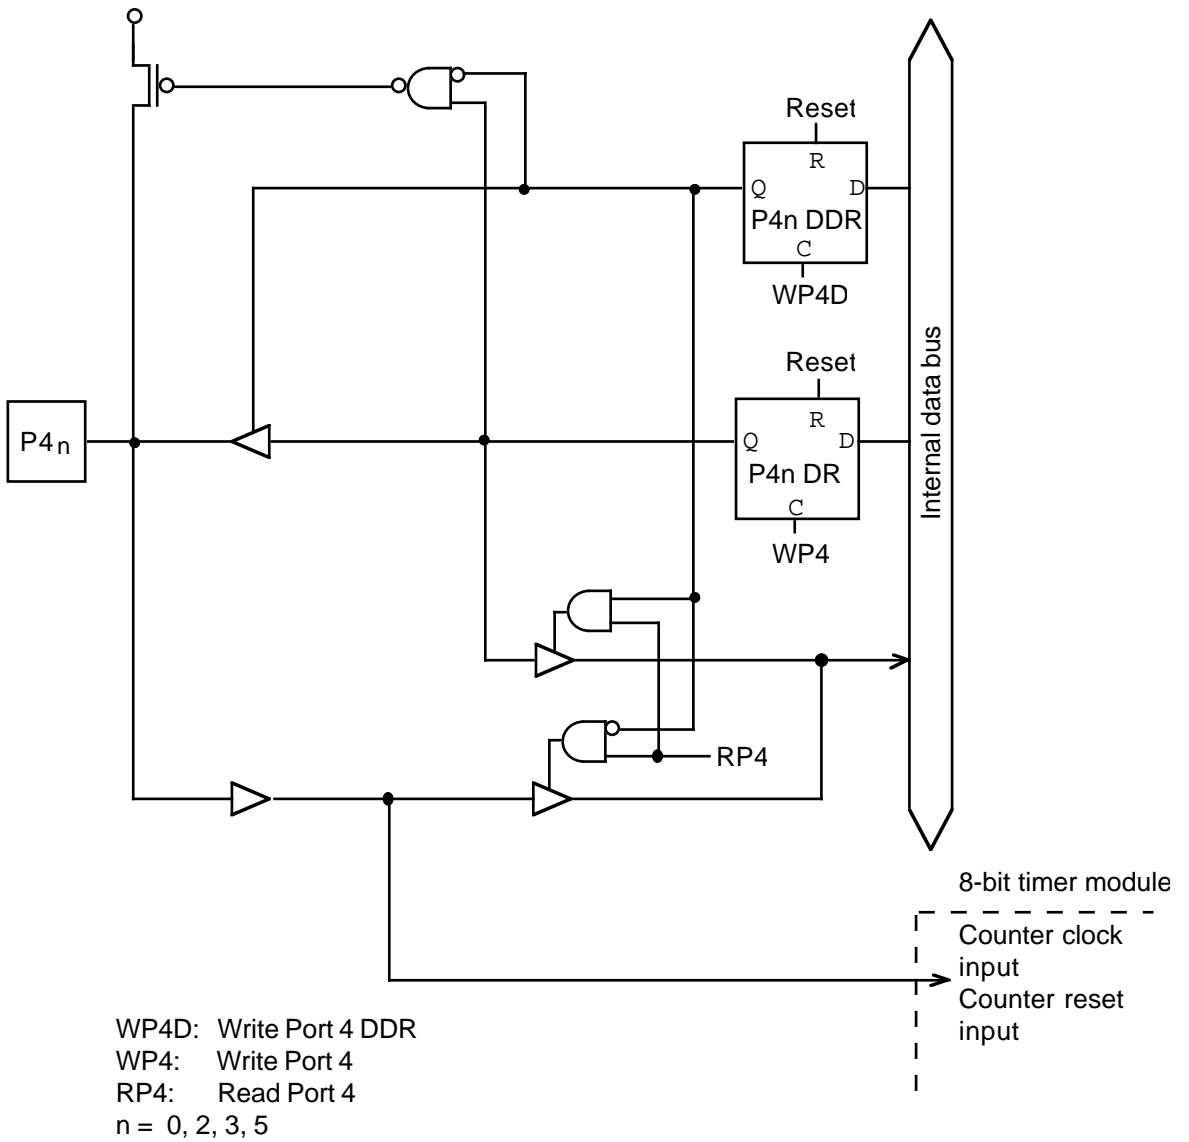 Reset
R
Q D
P4n DDR
C
WP4D
Reset
R
Q D
P4n DR
C
WP4
P4n
Internal data bus
RP4
8-bit timer module
Counter clock
input
Counter reset
input
WP4D: Write Port 4 DDR
WP4: Write Port 4
RP4: Read Port 4
n = 0, 2, 3, 5